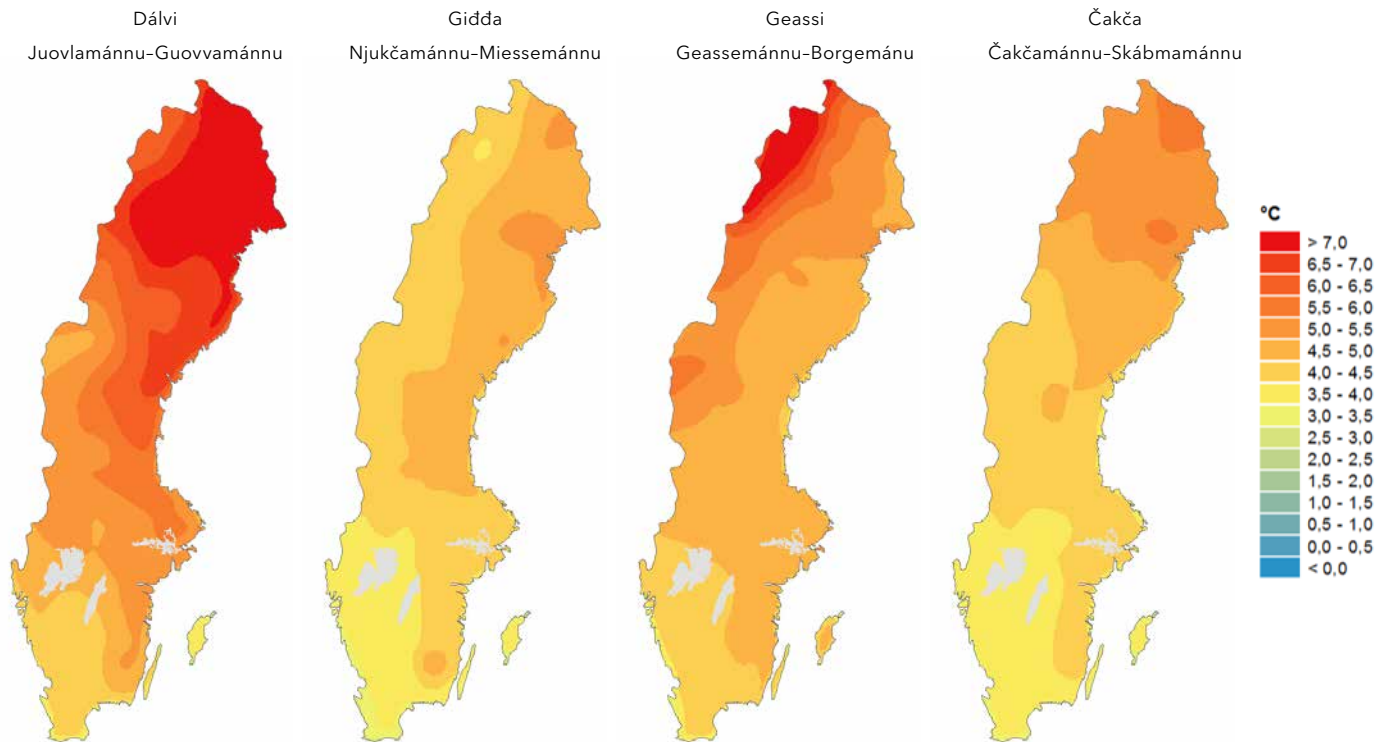 Dálvi
Juovlamánnu–Guovvamánnu
Giđđa
Njukčamánnu–Miessemánnu
Geassi
Geassemánnu–Borgemánu
Čakča
Čakčamánnu–Skábmamánnu
°C
> 7,0
6,5 - 7,0
6,0 - 6,5
5,5 - 6,0
5,0 - 5,5
4,5 - 5,0
4,0 - 4,5
3,5 - 4,0
3,0 - 3,5
2,5 - 3,0
2,0 - 2,5
1,5 - 2,0
1,0 - 1,5
0,5 - 1,0
0,0 - 0,5
< 0,0